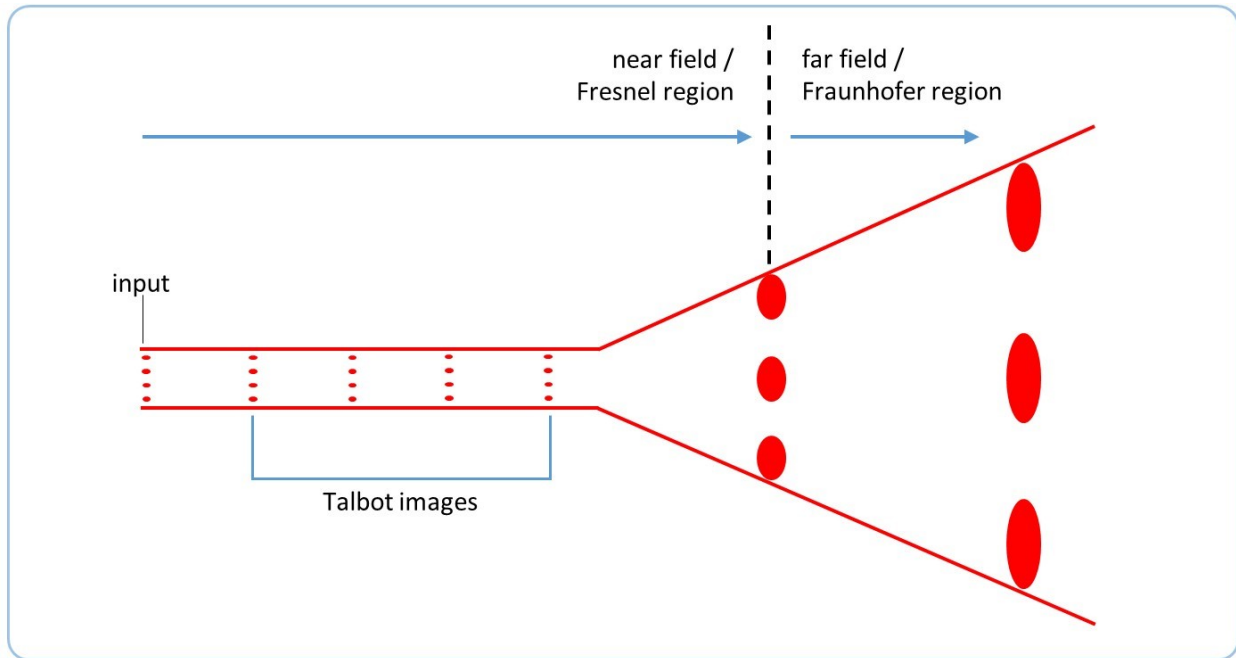 near field /
Fresnel region
far field /
Fraunhofer region
input
Talbot images